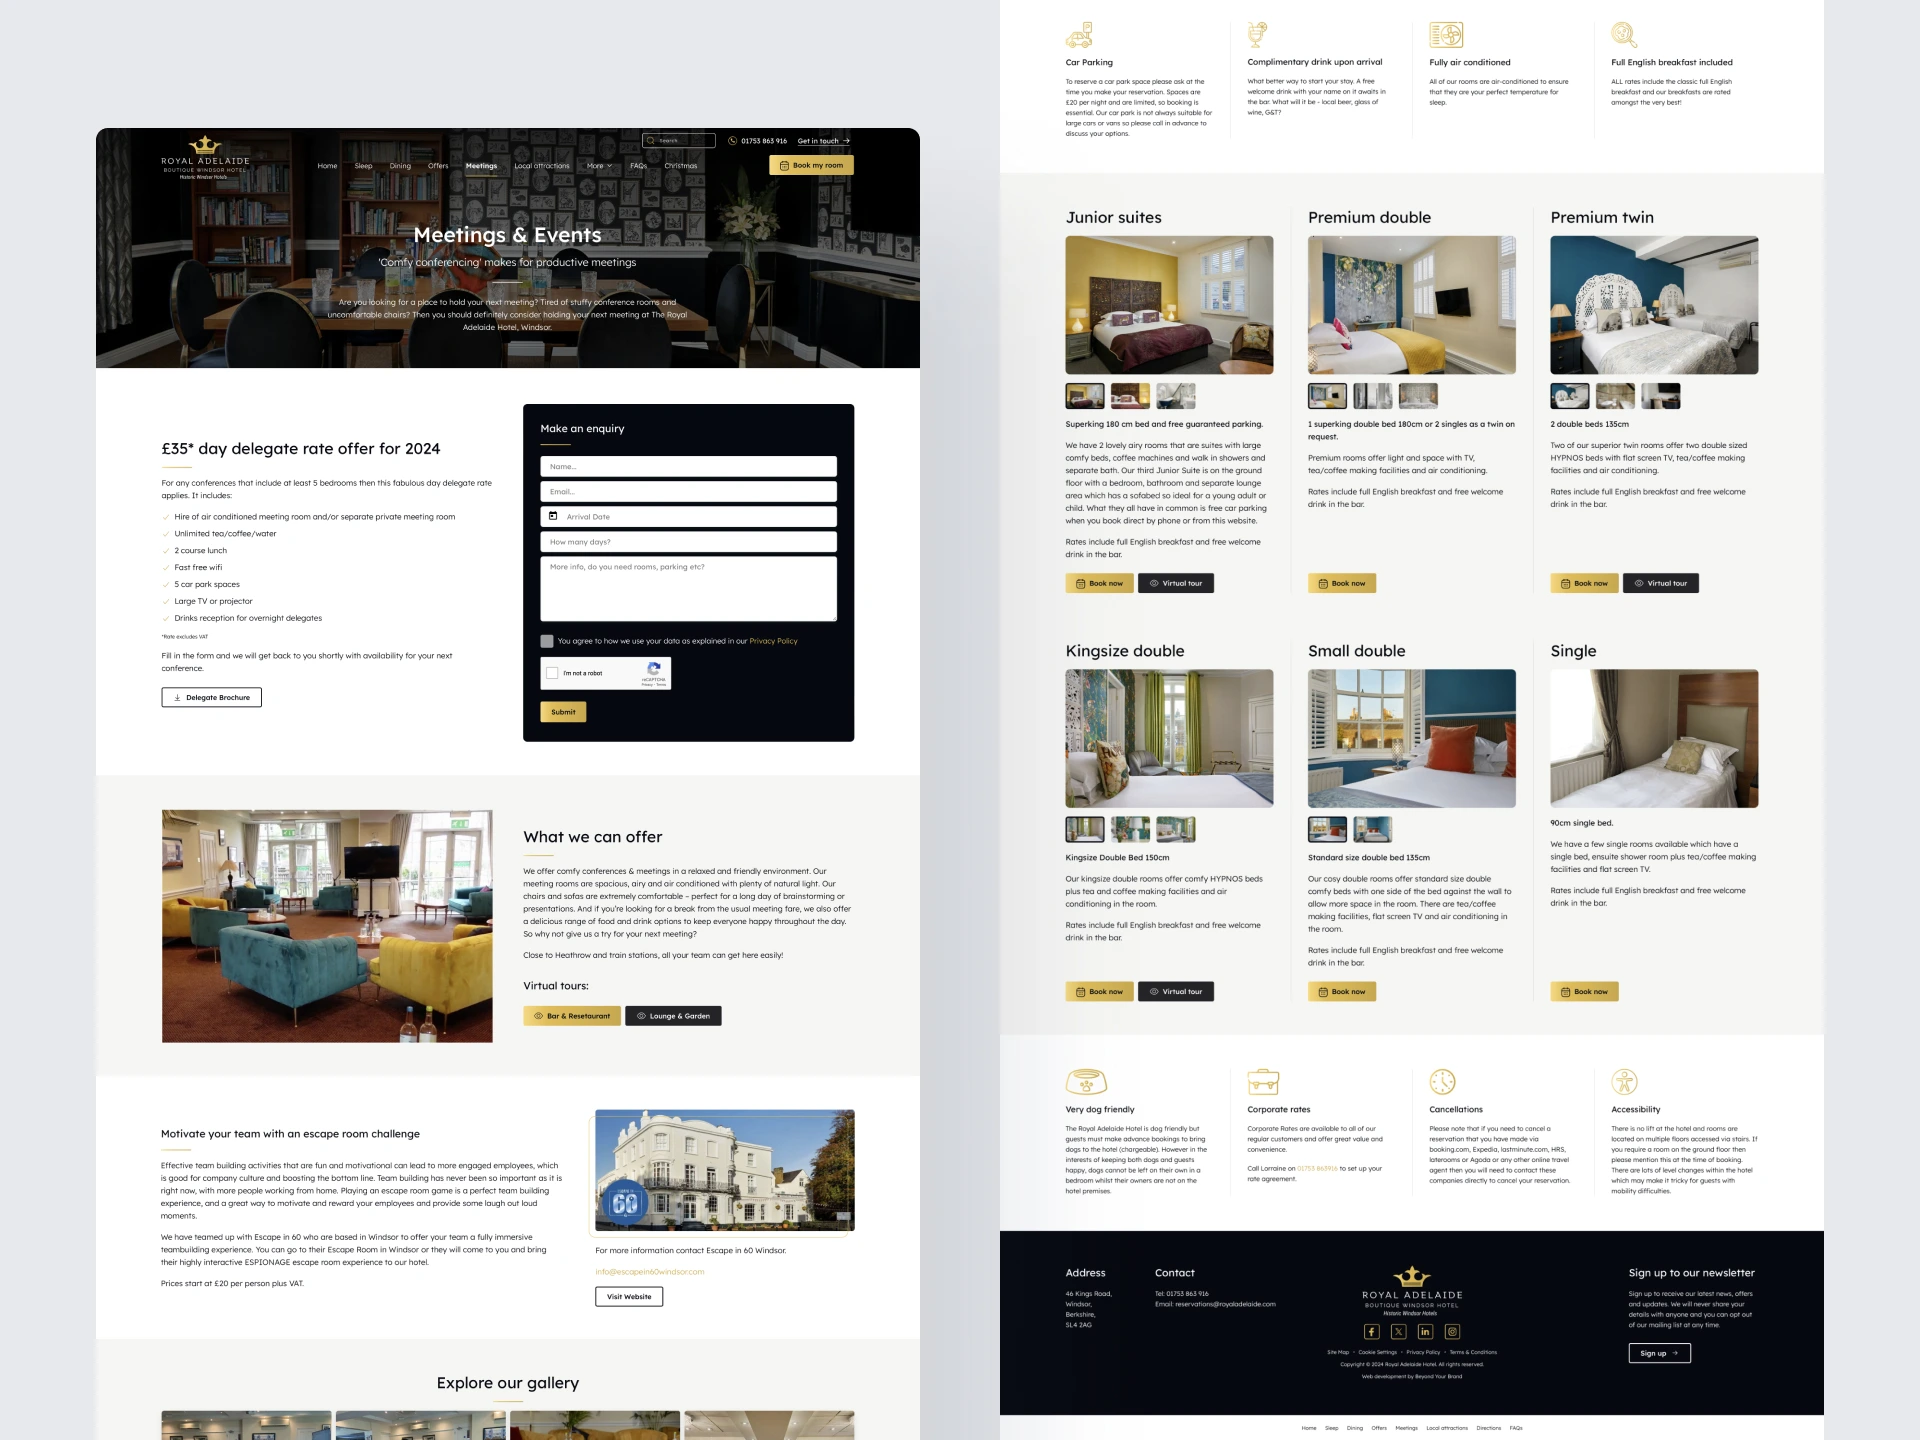 ROYAL ADELAIDE
BOUTIQUE WINDSOR HOTEL
Historic Windsor Hotels
Search
01753 863 916
Get in touch
Home
Sleep
Dining
Offers
Meetings
Local attractions
More
FAQs
Christmas
Book my room
Meetings & Events
'Comfy conferencing' makes for productive meetings
Are you looking for a place to hold your next meeting? Tired of stuffy conference rooms and
uncomfortable chairs? Then you should definitely consider holding your next meeting at The Royal
Adelaide Hotel, Windsor.
£35* day delegate rate offer for 2024
For any conferences that include at least 5 bedrooms then this fabulous day delegate rate
applies. It includes:
Hire of air conditioned meeting room and/or separate private meeting room
Unlimited tea/coffee/water
2 course lunch
Fast free wifi
5 car park spaces
Large TV or projector
Drinks reception for overnight delegates
*Rate excludes VAT
Fill in the form and we will get back to you shortly with availability for your next
conference.
Delegate Brochure
Make an enquiry
Name...
Email...
Arrival Date
How many days?
More info, do you need rooms, parking etc?
You agree to how we use your data as explained in our Privacy Policy
I'm not a robot
reCAPTCHA
Privacy - Terms
Submit
What we can offer
We offer comfy conferences & meetings in a relaxed and friendly environment. Our
meeting rooms are spacious, airy and air conditioned with plenty of natural light. Our
chairs and sofas are extremely comfortable – perfect for a long day of brainstorming or
presentations. And if you're looking for a break from the usual meeting fare, we also offer
a delicious range of food and drink options to keep everyone happy throughout the day.
So why not give us a try for your next meeting?
Close to Heathrow and train stations, all your team can get here easily!
Virtual tours:
Bar & Resetaurant
Lounge & Garden
Motivate your team with an escape room challenge
Effective team building activities that are fun and motivational can lead to more engaged employees, which
is good for company culture and boosting the bottom line. Team building has never been so important as it is
right now, with more people working from home. Playing an escape room game is a perfect team building
experience, and a great way to motivate and reward your employees and provide some laugh out loud
moments.
We have teamed up with Escape in 60 who are based in Windsor to offer your team a fully immersive
teambuilding experience. You can go to their Escape Room in Windsor or they will come to you and bring
their highly interactive ESPIONAGE escape room experience to our hotel.
Prices start at £20 per person plus VAT.
60
For more information contact Escape in 60 Windsor.
info@escapein60windsor.com
Visit Website
Explore our gallery
Car Parking
To reserve a car park space please ask at the
time you make your reservation. Spaces are
£20 per night and are limited, so booking is
essential. Our car park is not always suitable for
large cars or vans so please call in advance to
discuss your options.
Complimentary drink upon arrival
What better way to start your stay. A free
welcome drink with your name on it awaits in
the bar. What will it be - local beer, glass of
wine, G&T?
Fully air conditioned
All of our rooms are air-conditioned to ensure
that they are your perfect temperature for
sleep.
Full English breakfast included
ALL rates include the classic full English
breakfast and our breakfasts are rated
amongst the very best!
Junior suites
Superking 180 cm bed and free guaranteed parking.
We have 2 lovely airy rooms that are suites with large
comfy beds, coffee machines and walk in showers and
separate bath. Our third Junior Suite is on the ground
floor with a bedroom, bathroom and separate lounge
area which has a sofabed so ideal for a young adult or
child. What they all have in common is free car parking
when you book direct by phone or from this website.
Rates include full English breakfast and free welcome
drink in the bar.
Book now
Virtual tour
Premium double
1 superking double bed 180cm or 2 singles as a twin on
request.
Premium rooms offer light and space with TV,
tea/coffee making facilities and air conditioning.
Rates include full English breakfast and free welcome
drink in the bar.
Book now
Premium twin
2 double beds 135cm
Two of our superior twin rooms offer two double sized
HYPNOS beds with flat screen TV, tea/coffee making
facilities and air conditioning.
Rates include full English breakfast and free welcome
drink in the bar.
Book now
Virtual tour
Kingsize double
Kingsize Double Bed 150cm
Our kingsize double rooms offer comfy HYPNOS beds
plus tea and coffee making facilities and air
conditioning in the room.
Rates include full English breakfast and free welcome
drink in the bar.
Book now
Virtual tour
Small double
Standard size double bed 135cm
Our cosy double rooms offer standard size double
comfy beds with one side of the bed against the wall to
allow more space in the room. There are tea/coffee
making facilities, flat screen TV and air conditioning in
the room.
Rates include full English breakfast and free welcome
drink in the bar.
Book now
Single
90cm single bed.
We have a few single rooms available which have a
single bed, ensuite shower room plus tea/coffee making
facilities and flat screen TV.
Rates include full English breakfast and free welcome
drink in the bar.
Book now
Very dog friendly
The Royal Adelaide Hotel is dog friendly but
guests must make advance bookings to bring
dogs to the hotel (chargeable). However in the
interests of keeping both dogs and guests
happy, dogs cannot be left on their own in a
bedroom whilst their owners are not on the
hotel premises.
Corporate rates
Corporate Rates are available to all of our
regular customers and offer great value and
convenience.
Call Lorraine on 01753 863916 to set up your
rate agreement.
Cancellations
Please note that if you need to cancel a
reservation that you have made via
booking.com, Expedia, lastminute.com, HRS,
laterooms or Agoda or any other online travel
agent then you will need to contact these
companies directly to cancel your reservation.
Accessibility
There is no lift at the hotel and rooms are
located on multiple floors accessed via stairs. If
you require a room on the ground floor then
please mention this at the time of booking.
There are lots of level changes within the hotel
which may make it tricky for guests with
mobility difficulties.
Address
46 Kings Road,
Windsor,
Berkshire,
SL4 2AG
Contact
Tel: 01753 863 916
Email: reservations@royaladelaide.com
ROYAL ADELAIDE
BOUTIQUE WINDSOR HOTEL
Historic Windsor Hotels
Site Map • Cookie Settings • Privacy Policy • Terms & Conditions
Copyright © 2024 Royal Adelaide Hotel. All rights reserved.
Web development by Beyond Your Brand
Sign up to our newsletter
Sign up to receive our latest news, offers
and updates. We will never share your
details with anyone and you can opt out
of our mailing list at any time.
Sign up
Home
Sleep
Dining
Offers
Meetings
Local attractions
Directions
FAQs